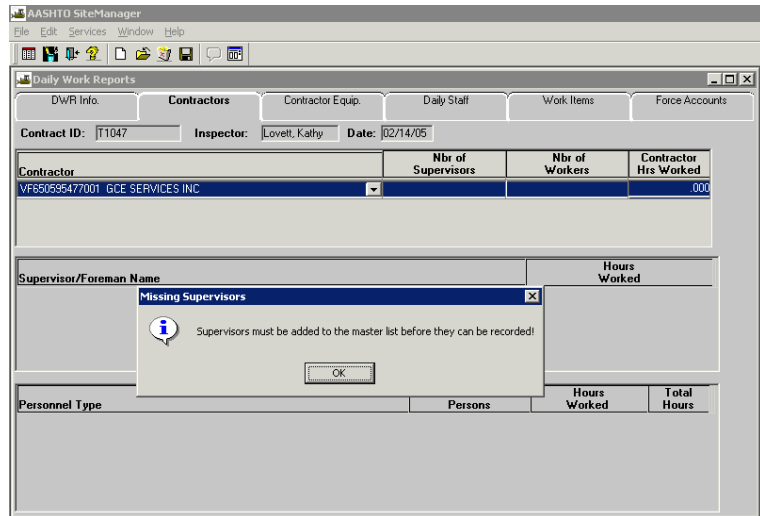 AASHTO SiteManager
File Edit Services Window Help
Daily Work Reports
DWR Info. Contractors Contractor Equip. Daily Staff Work Items Force Accounts
Contract ID: T1047 Inspector: Lovett, Kathy Date: 02/14/05
Contractor Nbr of Supervisors Nbr of Workers Contractor Hrs Worked
VF650595477001 GCE SERVICES INC .000
Supervisor/Foreman Name Hours Worked
Missing Supervisors
Supervisors must be added to the master list before they can be recorded!
OK
Personnel Type Persons Hours Worked Total Hours